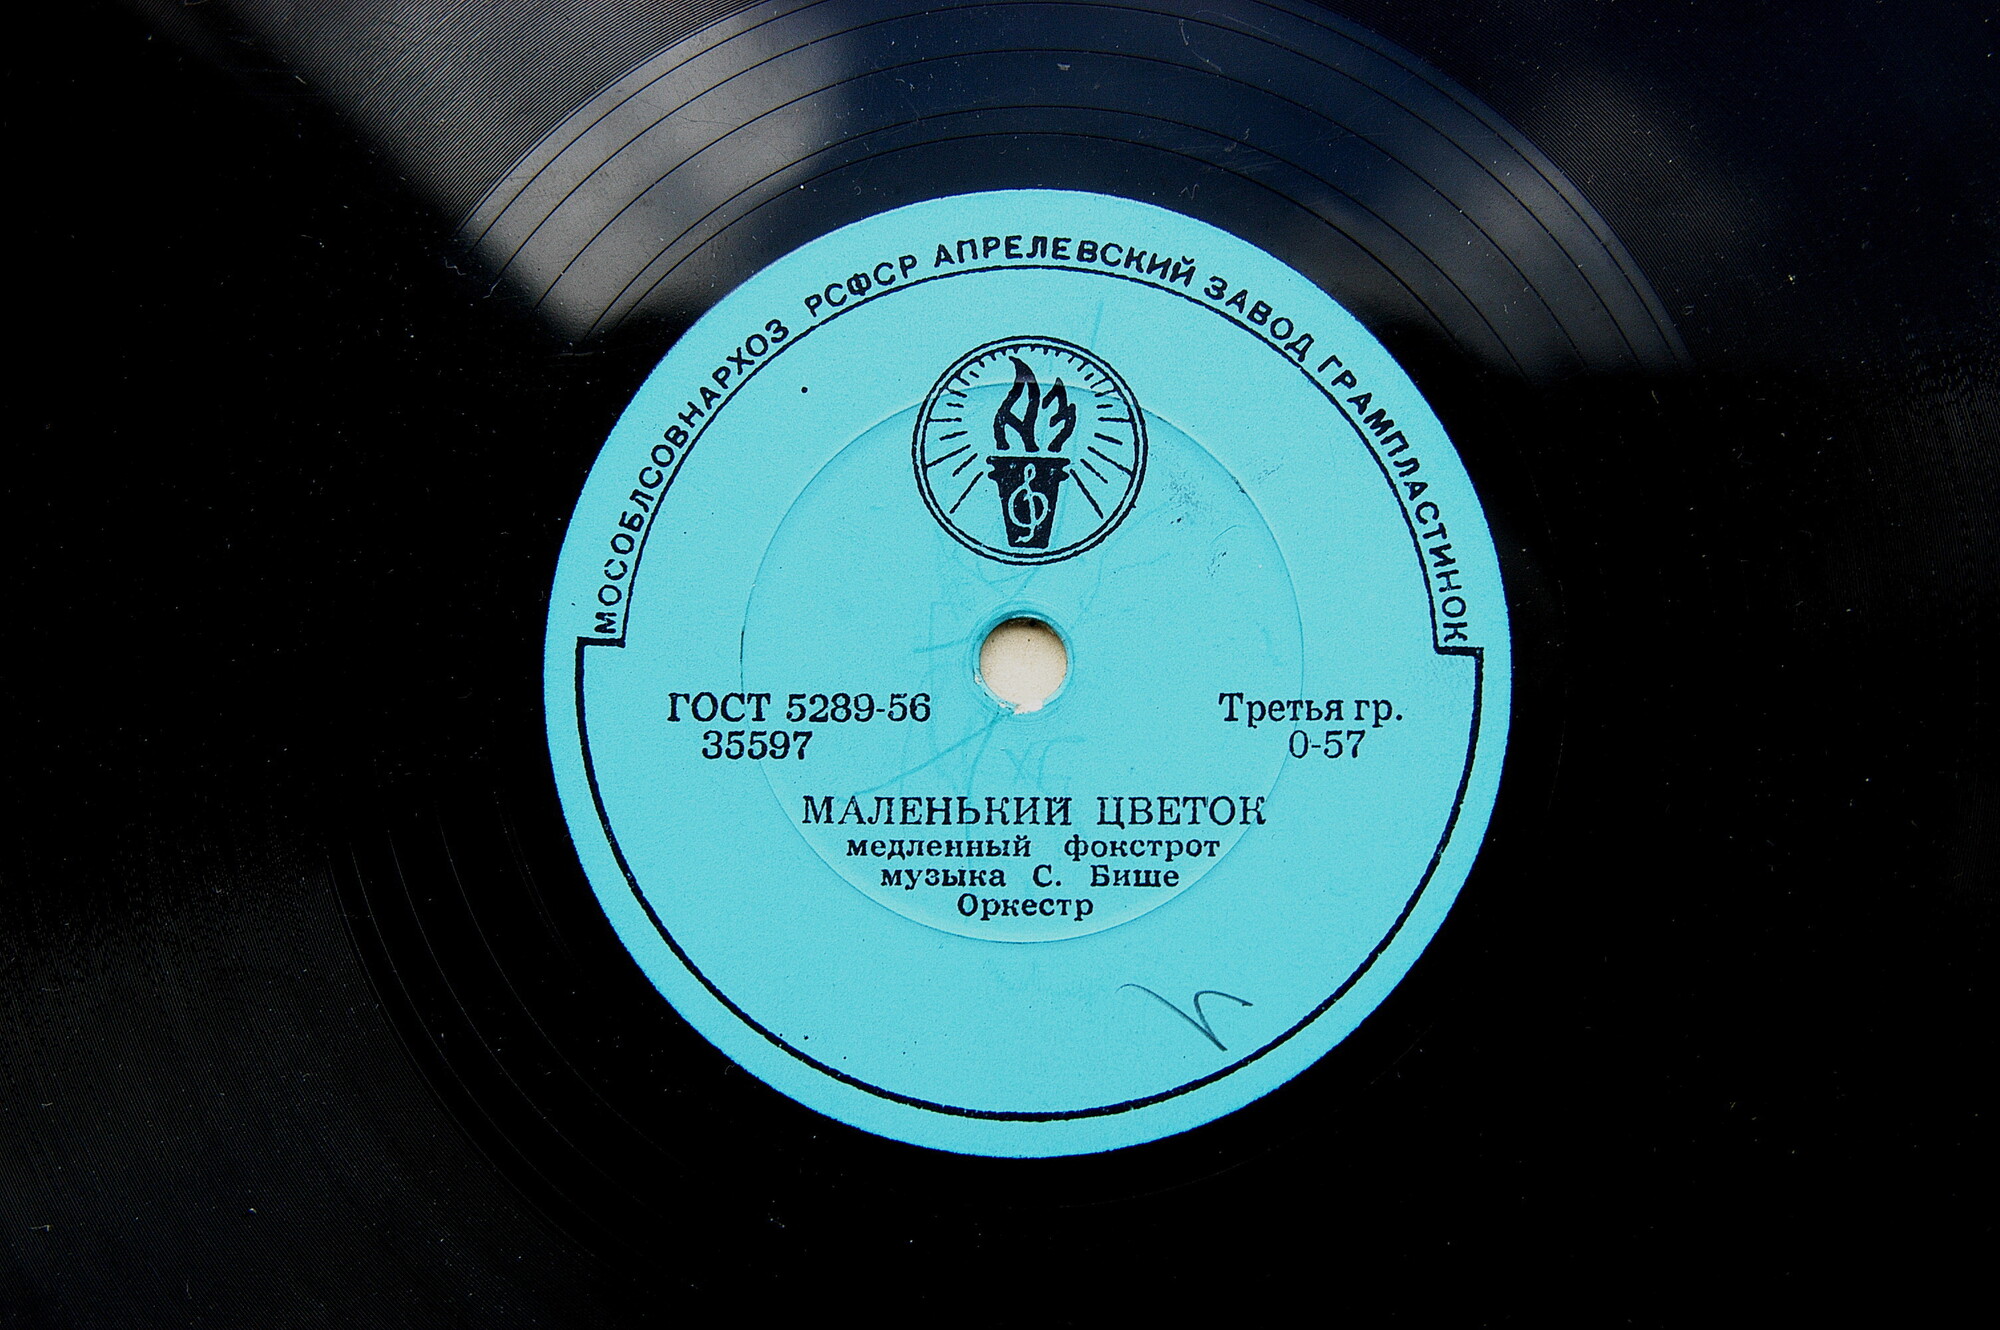 МОСОБЛСОВНАРХОЗ РСФСР АПРЕЛЕВСКИЙ ЗАВОД ГРАМПЛАСТИНОК
АЗ
ГОСТ 5289-56
35597
Третья гр.
0-57
МАЛЕНЬКИЙ ЦВЕТОК
медленный фокстрот
музыка С. Бише
Оркестр